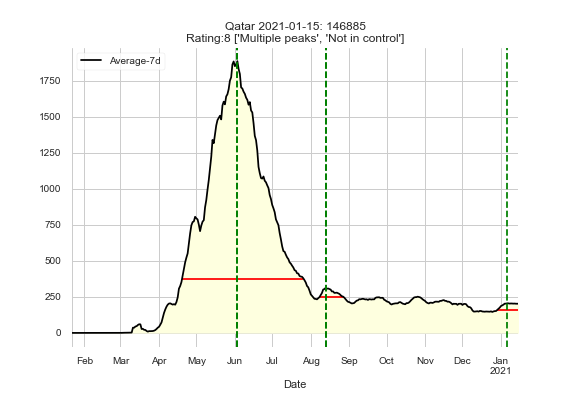 Qatar 2021-01-15: 146885
Rating:8 ['Multiple peaks', 'Not in control']
Average-7d
1750
1500
1250
1000
750
500
250
0
Feb Mar Apr May Jun Jul Aug Sep Oct Nov Dec Jan
2021
Date